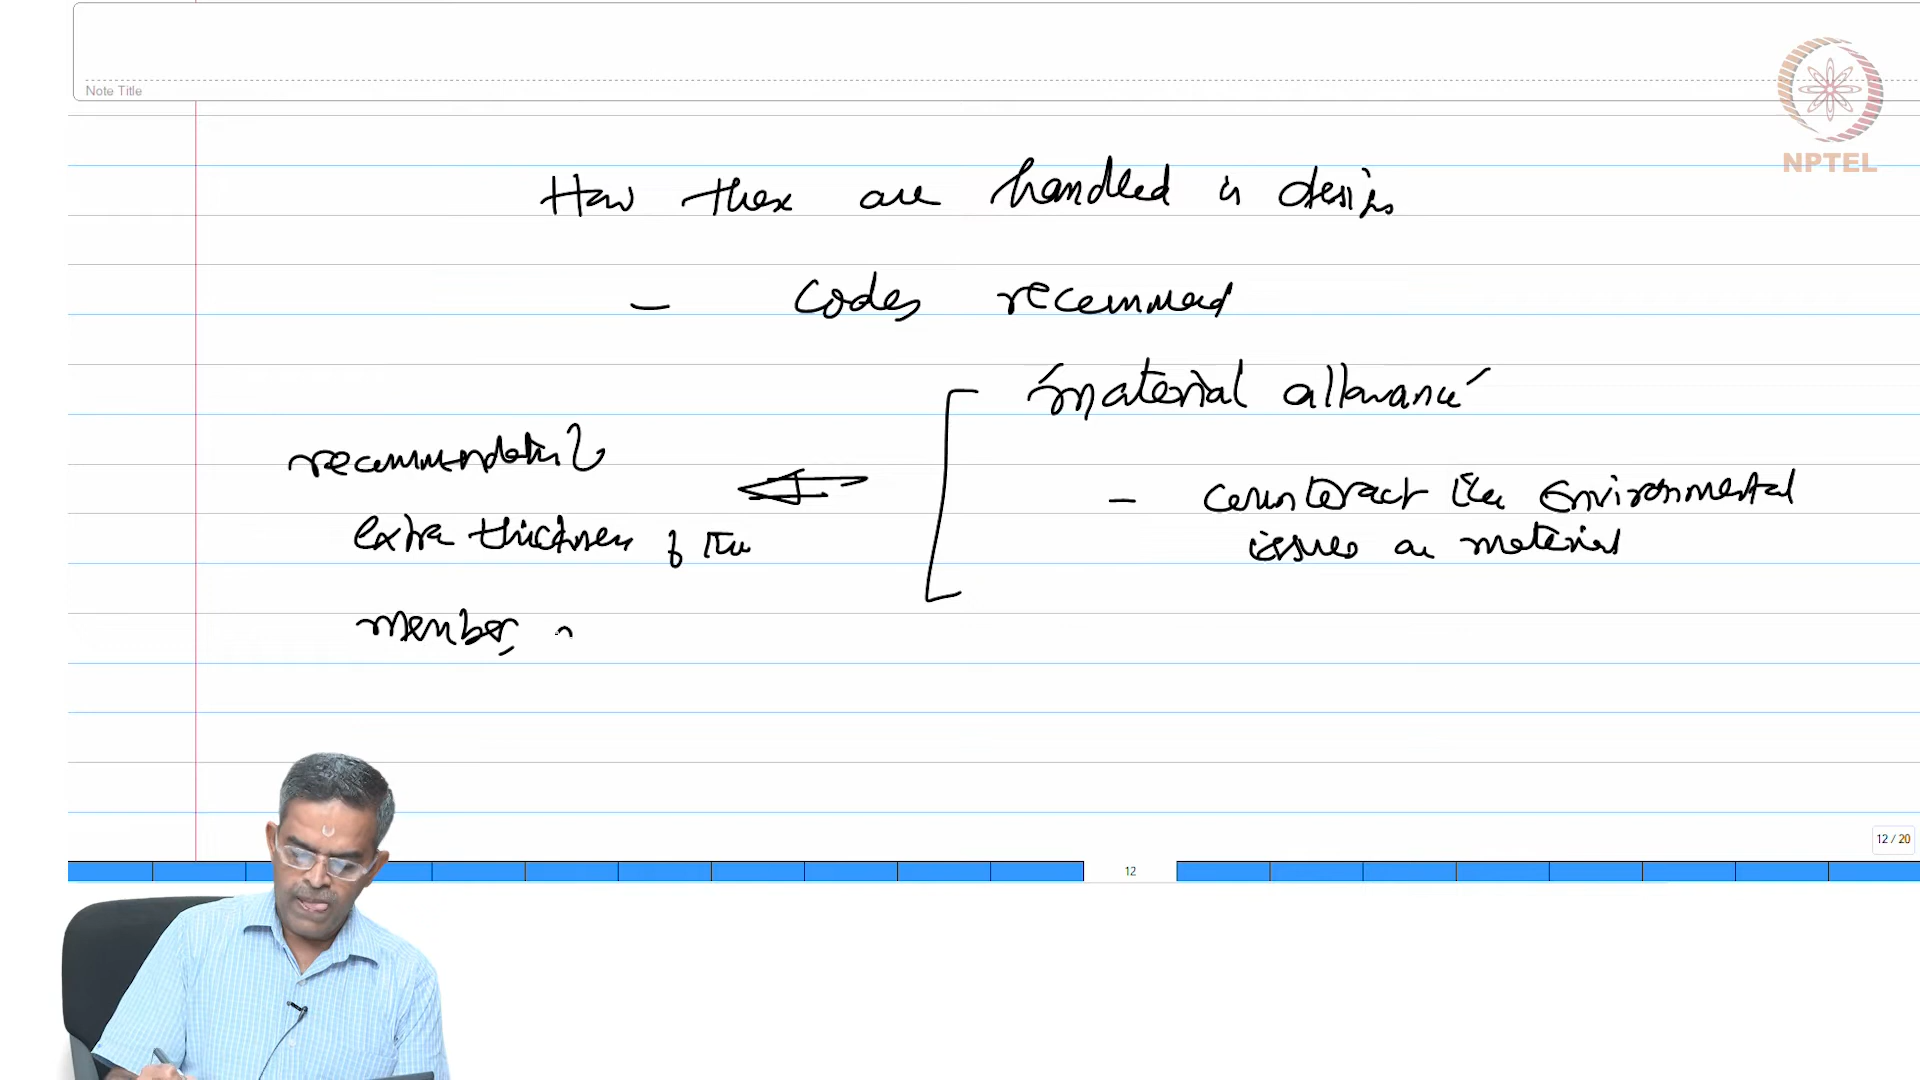 Note Title
NPTEL
How these are handled in design
- Codes recommend
'material allowance'
- counteract the Environmental
issues on material
recommendation
extra thickness of the
member,
12 / 20
12